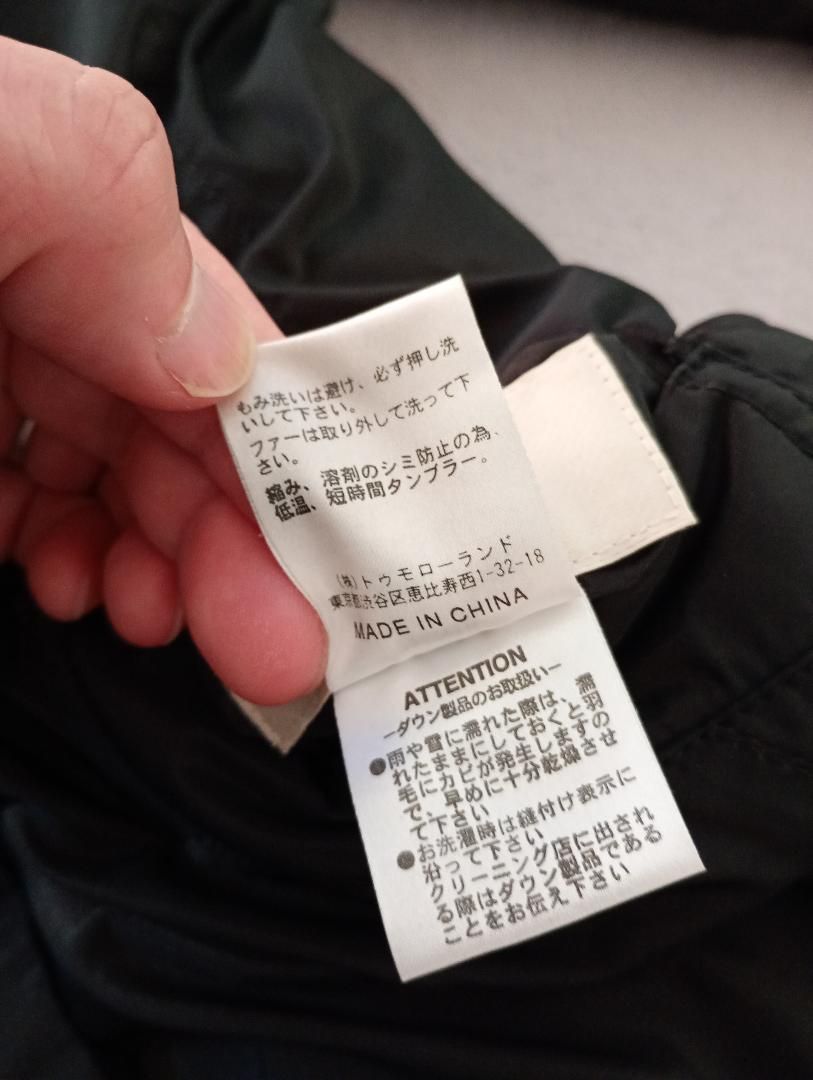 もみ洗いは避け、必ず押し洗
いして下さい。
ファーは取り外して洗って下
さい。
縮み、溶剤のシミ防止の為、
低温、短時間タンブラー。
(株)トゥモローランド
東京都渋谷区恵比寿西1-32-18
MADE IN CHINA
ATTENTION
ーダウン製品のお取扱いー
●雨や雪に濡れた際は、濡
れたままにしておくと羽
毛にカビが発生しますの
で、早めに十分乾燥させ
て下さい
●お洗濯時は縫付け表示に
沿って下さい
クリーニング店に出され
る際はダウン製品である
ことをお伝え下さい